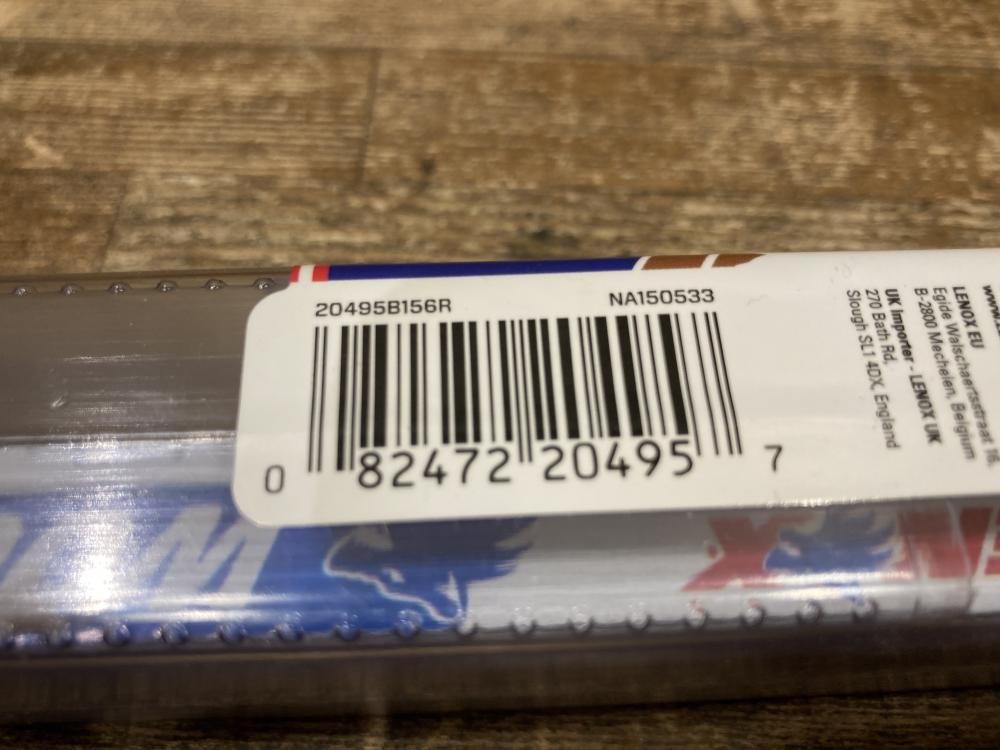 20495B156R NA150533
0 82472 20495 7
LENOX EU
Egide Walschaertsstraat 16,
B-2800 Mechelen, Belgium
UK Importer - LENOX UK
270 Bath Rd,
Slough SL1 4DX, England